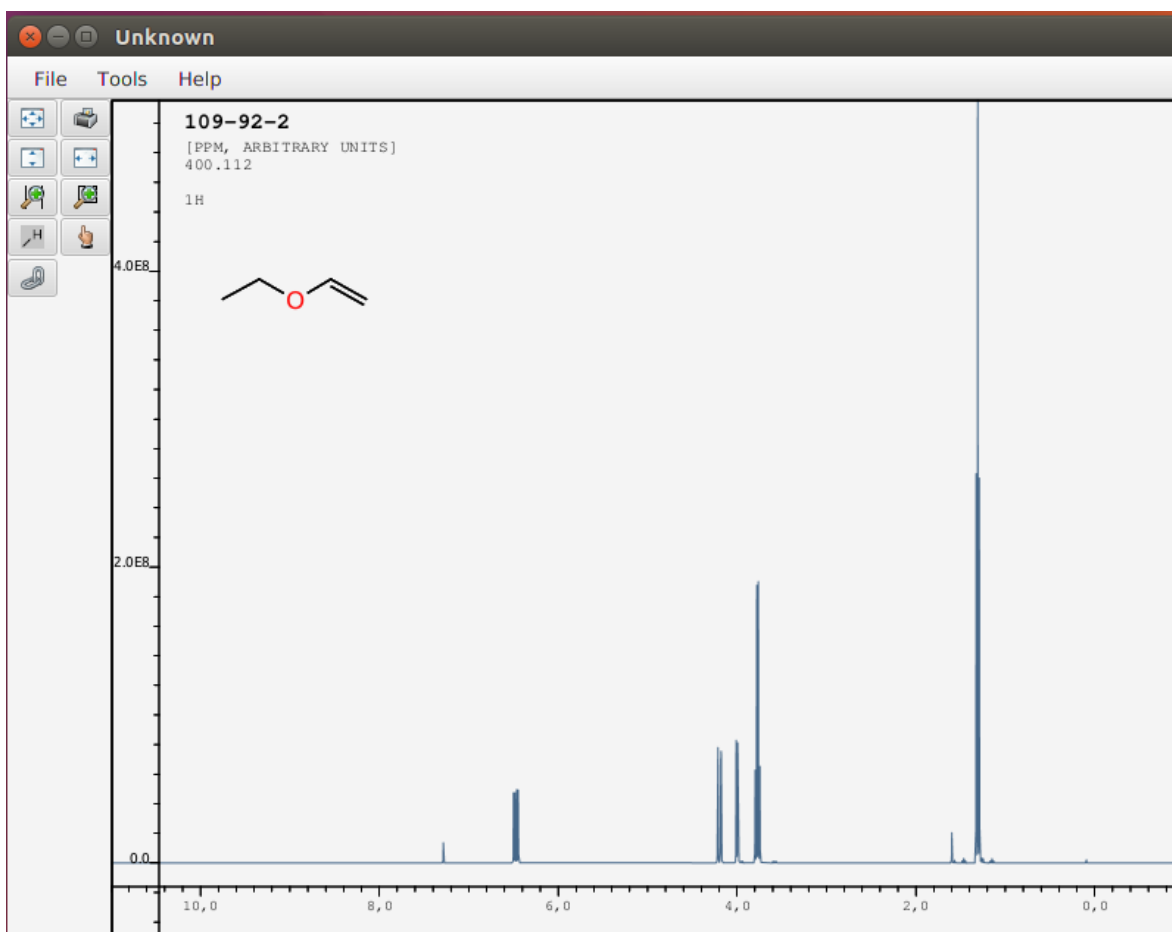 Unknown
File Tools Help
109-92-2
[PPM, ARBITRARY UNITS]
400.112
1H
4.0E8
O
2.0E8
0.0
10,0 8,0 6,0 4,0 2,0 0,0
H